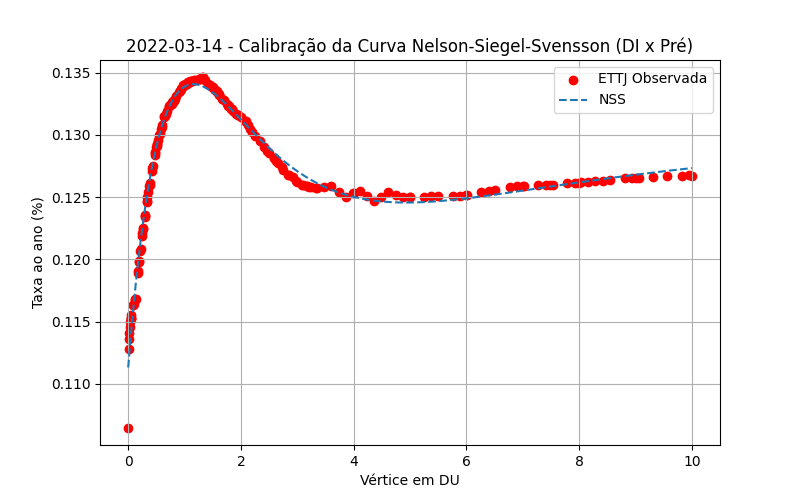 2022-03-14 - Calibração da Curva Nelson-Siegel-Svensson (DI x Pré)
ETTJ Observada
NSS
Taxa ao ano (%)
0.135
0.130
0.125
0.120
0.115
0.110
0
2
4
6
8
10
Vértice em DU